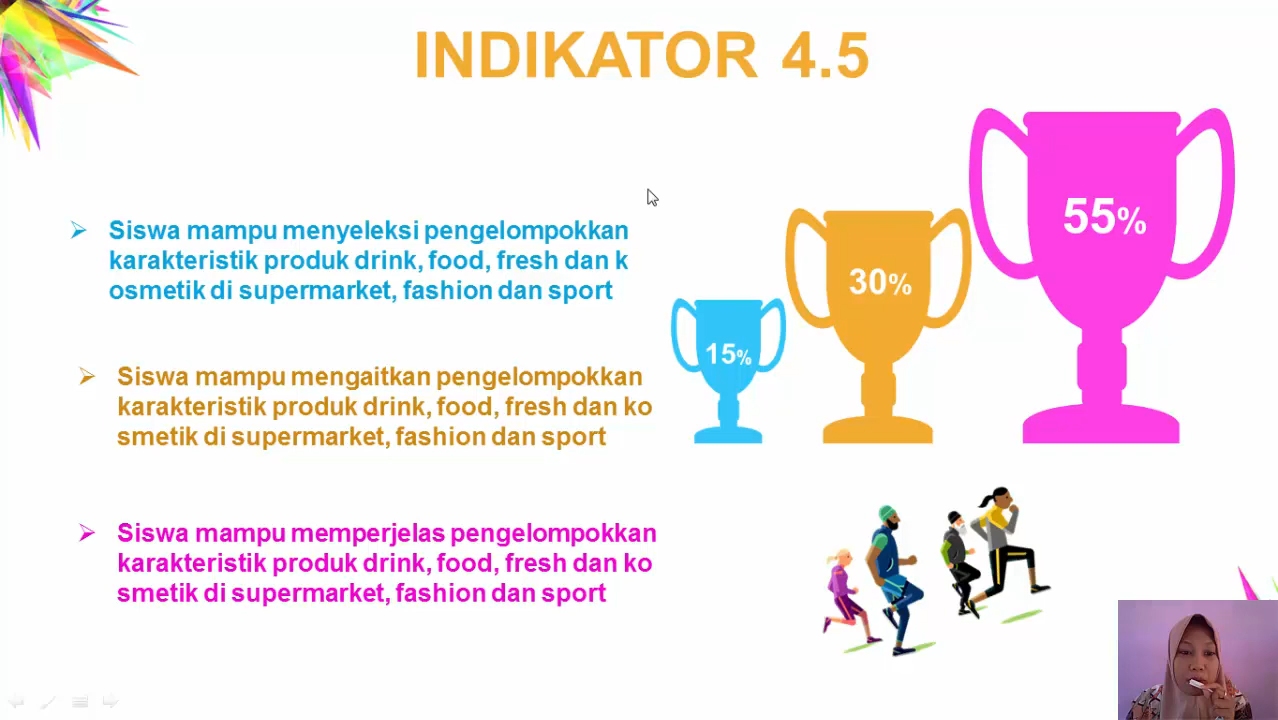 INDIKATOR 4.5
Siswa mampu menyeleksi pengelompokkan
karakteristik produk drink, food, fresh dan k
osmetik di supermarket, fashion dan sport
Siswa mampu mengaitkan pengelompokkan
karakteristik produk drink, food, fresh dan ko
smetik di supermarket, fashion dan sport
Siswa mampu memperjelas pengelompokkan
karakteristik produk drink, food, fresh dan ko
smetik di supermarket, fashion dan sport
15%
30%
55%